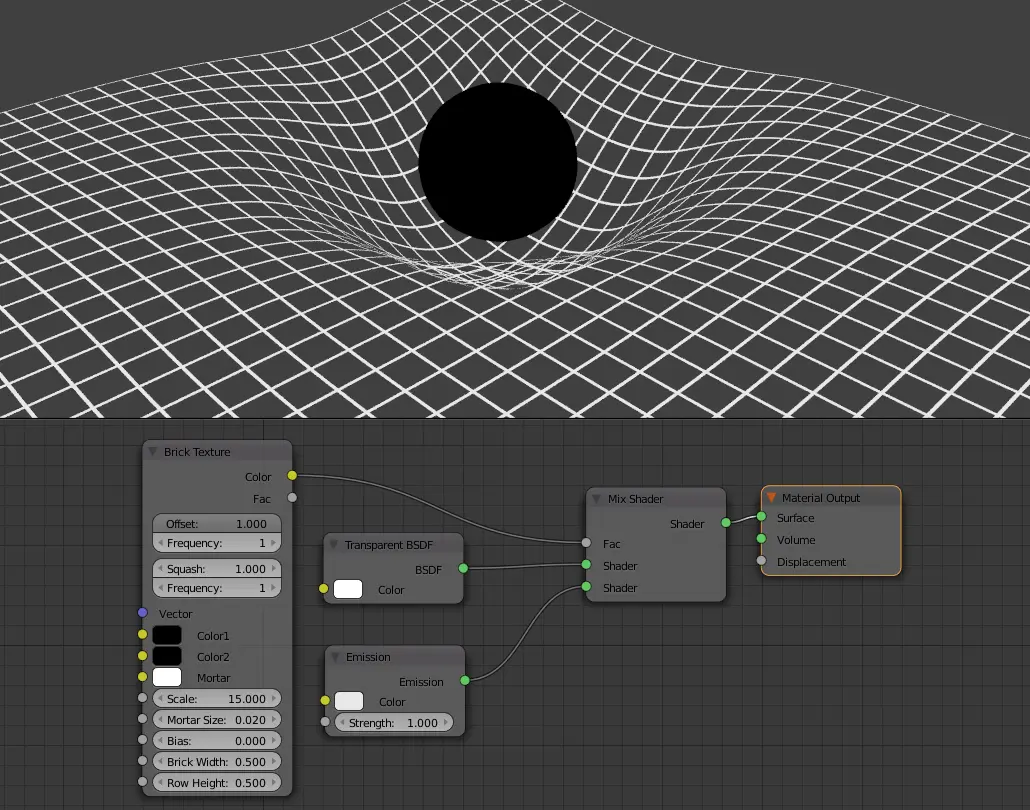 Brick Texture
Color
Fac
Offset: 1.000
Frequency: 1
Squash: 1.000
Frequency: 1
Vector
Color1
Color2
Mortar
Scale: 15.000
Mortar Size: 0.020
Bias: 0.000
Brick Width: 0.500
Row Height: 0.500
Transparent BSDF
BSDF
Color
Emission
Emission
Color
Strength: 1.000
Mix Shader
Shader
Fac
Shader
Shader
Material Output
Surface
Volume
Displacement